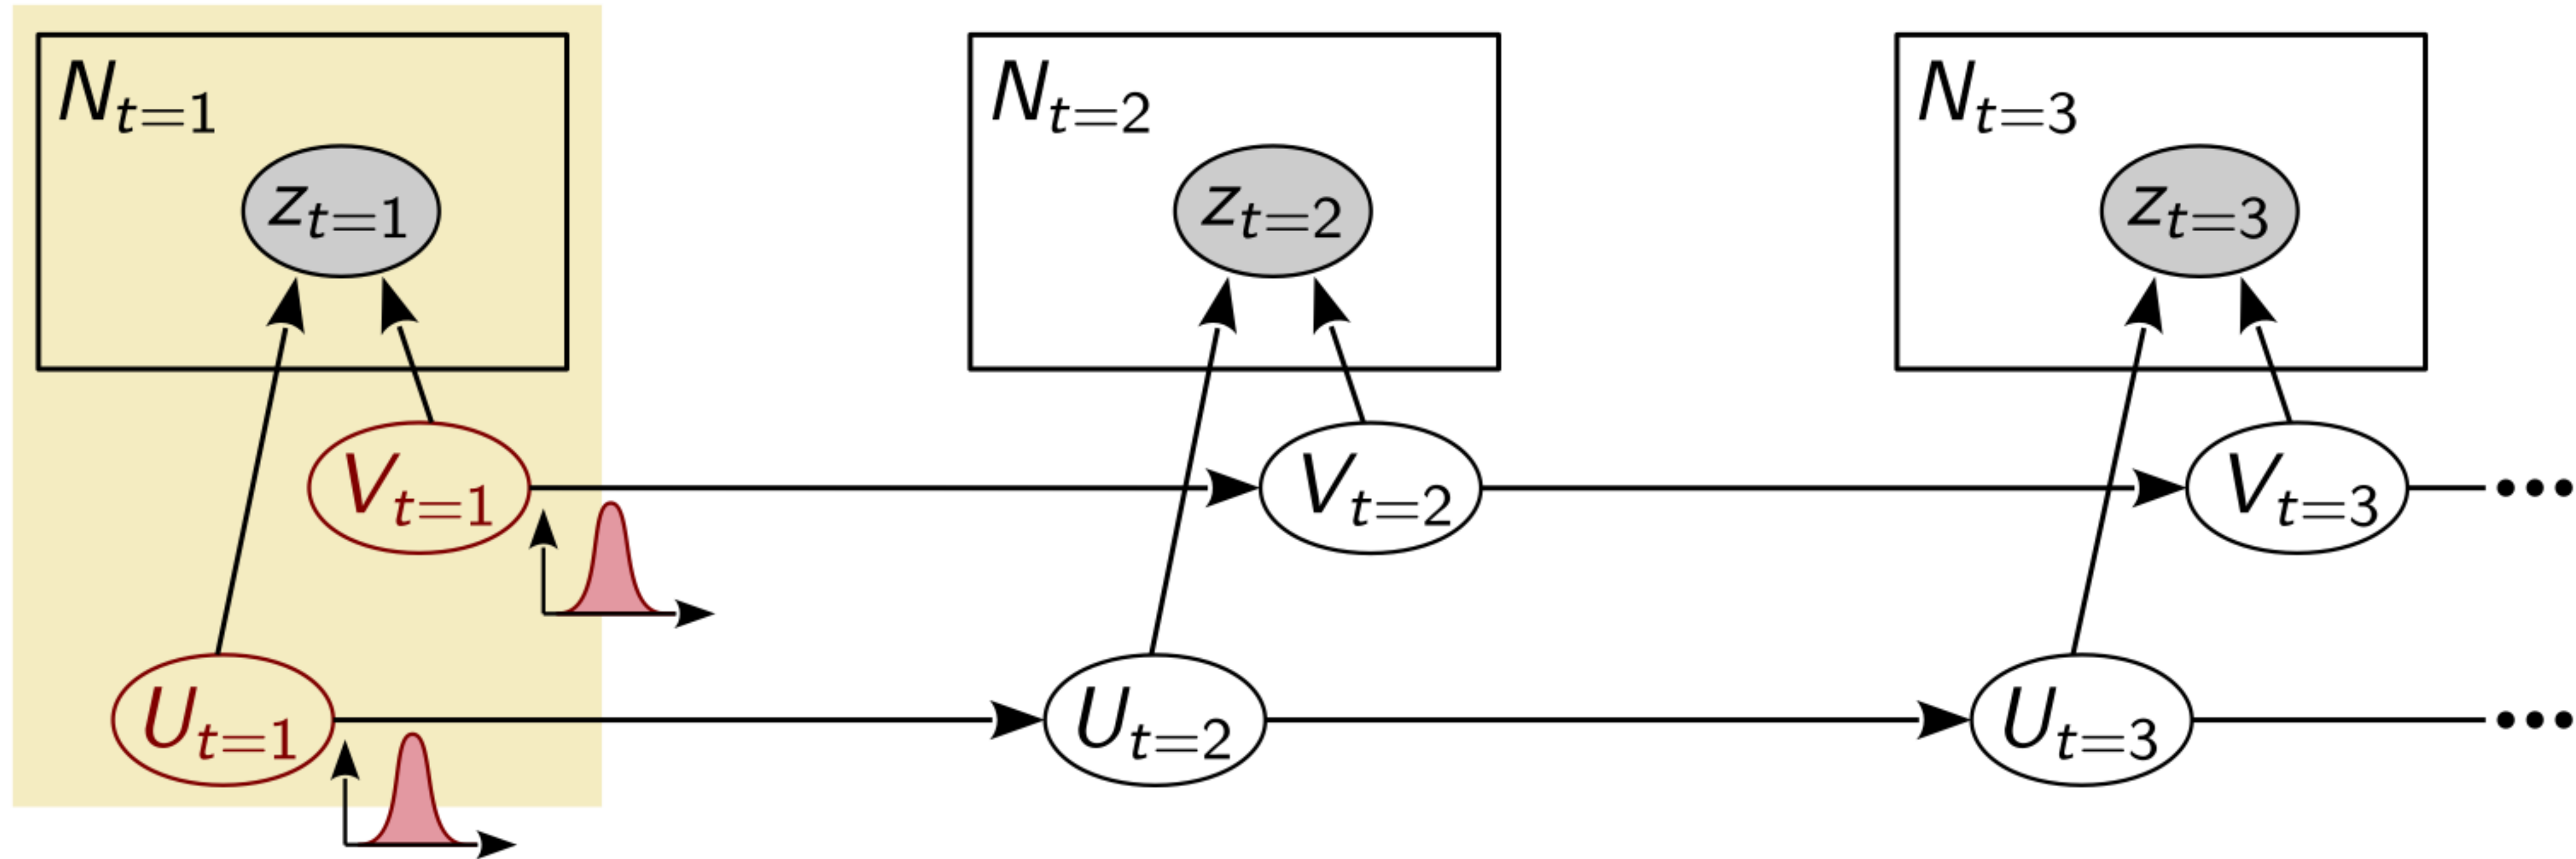 N_{t=1} N_{t=2} N_{t=3}
z_{t=1} z_{t=2} z_{t=3}
V_{t=1} V_{t=2} V_{t=3} •••
U_{t=1} U_{t=2} U_{t=3} •••